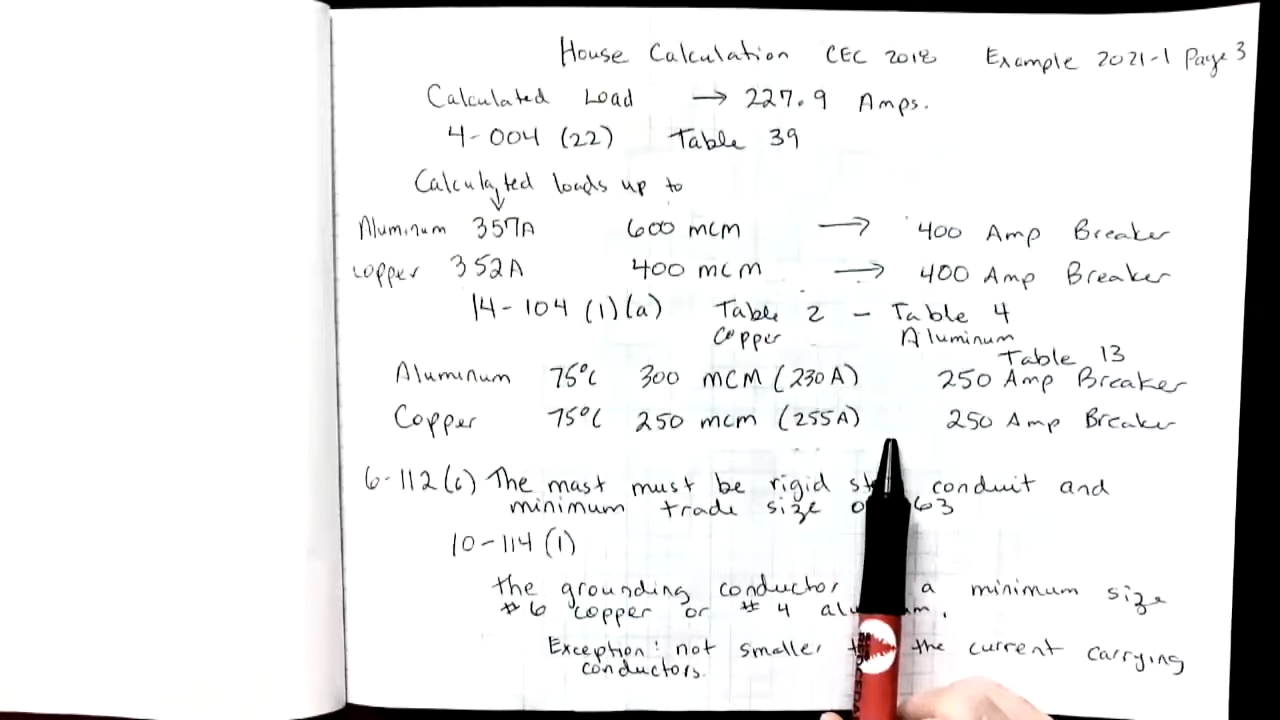 House Calculation CEC 2018 Example 2021-1 Page 3
Calculated Load → 227.9 Amps.
4-004 (22) Table 39
Calculated loads up to
Aluminum 357A 600 mcm → 400 Amp Breaker
Copper 352A 400 mcm → 400 Amp Breaker
14-104 (1)(a) Table 2 - Table 4
Copper Aluminum
Table 13
Aluminum 75°C 300 MCM (230A) 250 Amp Breaker
Copper 75°C 250 mcm (255A) 250 Amp Breaker
6-112(6) The mast must be rigid conduit and
minimum trade size 63
10-114 (1)
the grounding conductor a minimum size
#6 copper or #4
Exception: not smaller the current carrying
conductors.